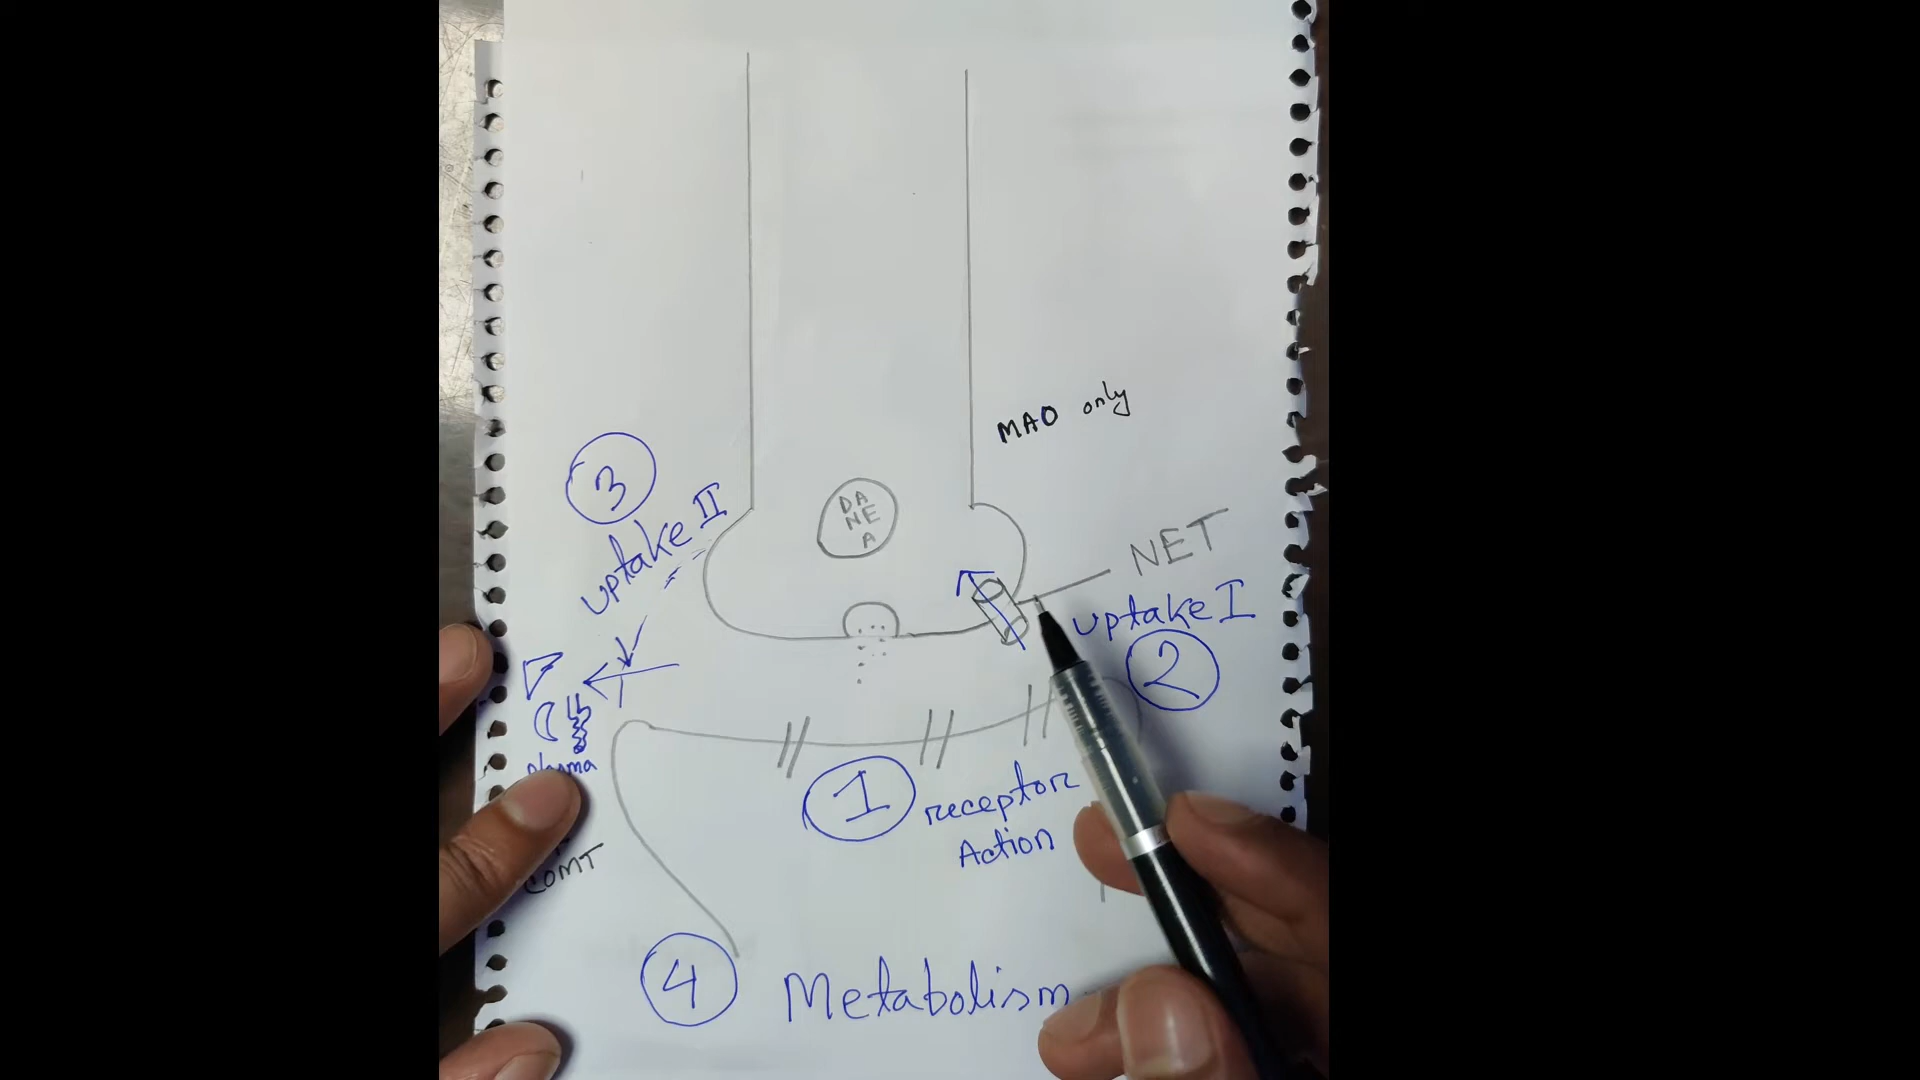 MAO only
3
uptake II
DA
NE
A
NET
uptake I
2
plasma
1
receptor
Action
COMT
4
Metabolism